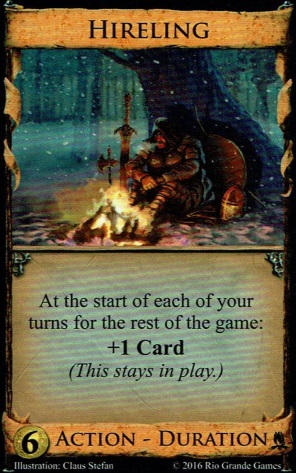 HIRELING
At the start of each of your
turns for the rest of the game:
+1 Card
(This stays in play.)
6 ACTION - DURATION
Illustration: Claus Stefan © 2016 Rio Grande Games